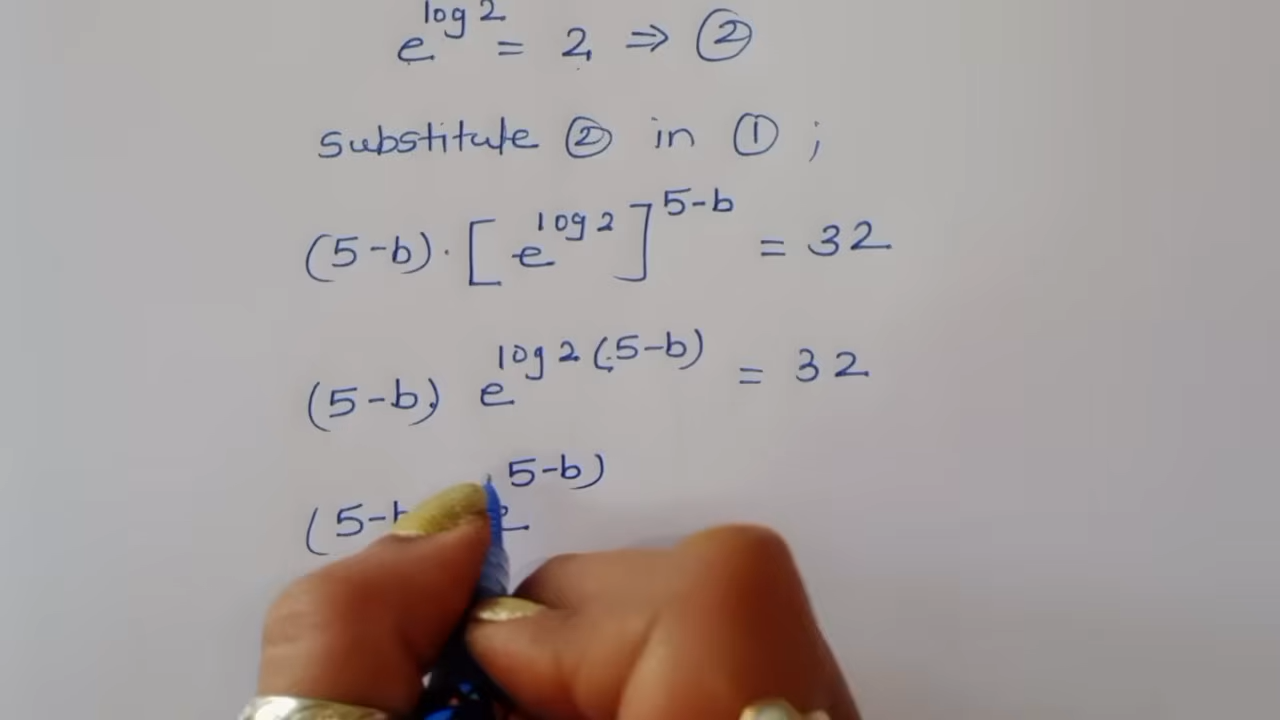 e^log 2 = 2 ⇒ ②
substitute ② in ① ;
(5-b)·[e^log 2]^5-b = 32
(5-b) e^log 2 (5-b) = 32
(5-b 5-b)